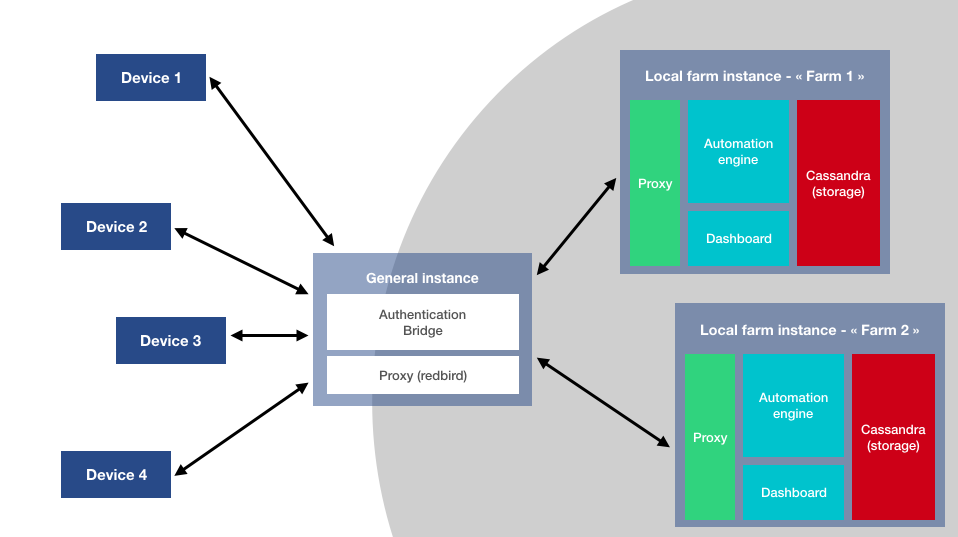 Device 1
Device 2
Device 3
Device 4
General instance
Authentication
Bridge
Proxy (redbird)
Local farm instance - « Farm 1 »
Proxy
Automation
engine
Dashboard
Cassandra
(storage)
Local farm instance - « Farm 2 »
Proxy
Automation
engine
Dashboard
Cassandra
(storage)